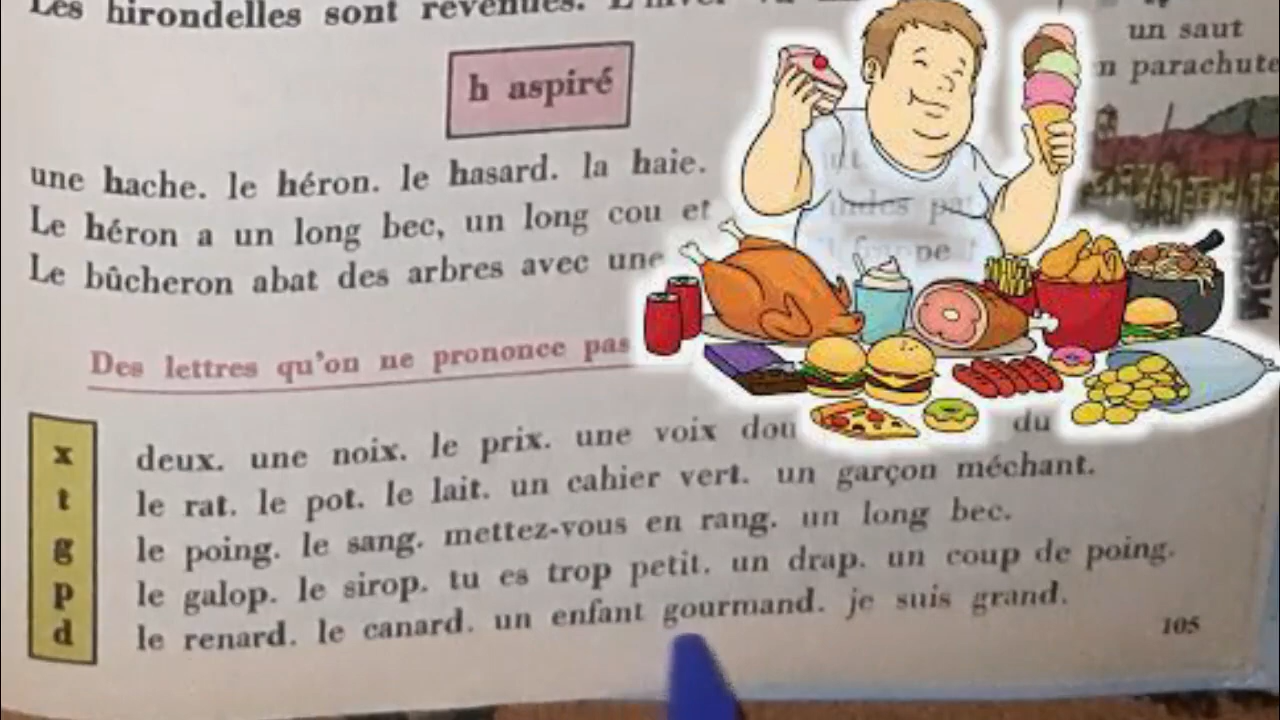 Les hirondelles sont revenues. L'hiver va
un saut
n parachute
h aspiré
une hache. le héron. le hasard. la haie.
Le héron a un long bec, un long cou et
Le bûcheron abat des arbres avec une
Des lettres qu'on ne prononce pas
x deux. une noix. le prix. une voix dou du
t le rat. le pot. le lait. un cahier vert. un garçon méchant.
g le poing. le sang. mettez-vous en rang. un long bec.
p le galop. le sirop. tu es trop petit. un drap. un coup de poing.
d le renard. le canard. un enfant gourmand. je suis grand.
105